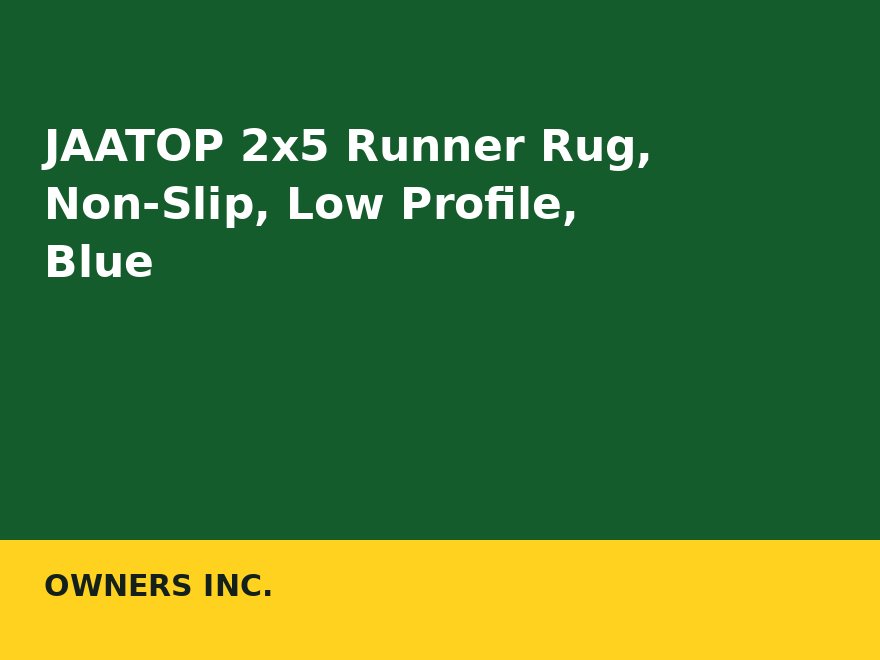 JAATOP 2x5 Runner Rug,
Non-Slip, Low Profile,
Blue
OWNERS INC.